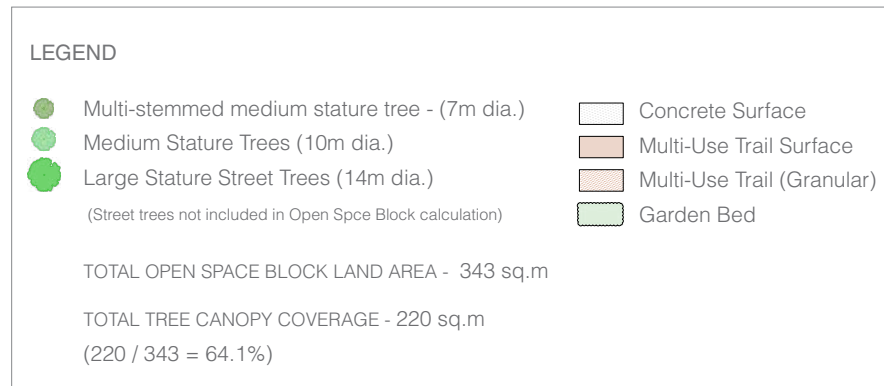 LEGEND
Multi-stemmed medium stature tree - (7m dia.)
Medium Stature Trees (10m dia.)
Large Stature Street Trees (14m dia.)
(Street trees not included in Open Spce Block calculation)
TOTAL OPEN SPACE BLOCK LAND AREA - 343 sq.m
TOTAL TREE CANOPY COVERAGE - 220 sq.m
(220 / 343 = 64.1%)
Concrete Surface
Multi-Use Trail Surface
Multi-Use Trail (Granular)
Garden Bed